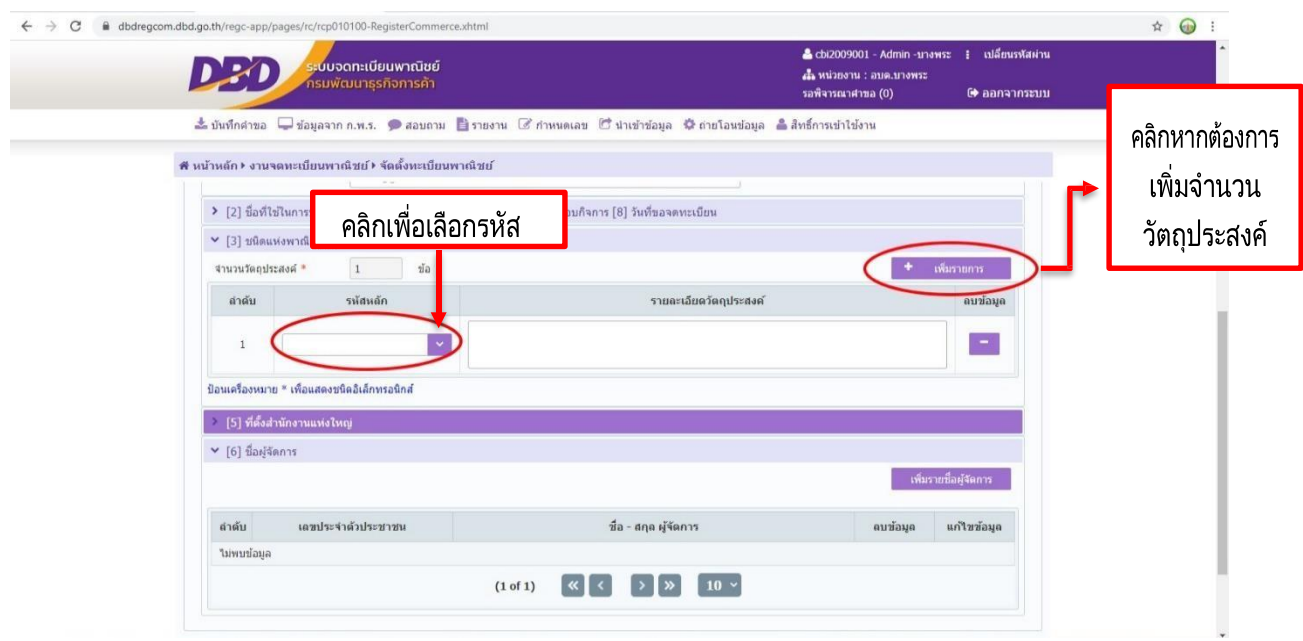 dbdregcom.dbd.go.th/regc-app/pages/rc/rcp010100-RegisterCommerce.xhtml
DBD
ระบบจดทะเบียนพาณิชย์
กรมพัฒนาธุรกิจการค้า
cbi2009001 - Admin -บางพระ
เปลี่ยนรหัสผ่าน
หน่วยงาน : อบต.บางพระ
รอพิจารณาคำขอ (0)
ออกจากระบบ
บันทึกคำขอ ข้อมูลจาก ก.พ.ร. สอบถาม รายงาน กำหนดเลข นำเข้าข้อมูล ถ่ายโอนข้อมูล สิทธิ์การเข้าใช้งาน
หน้าหลัก งานจดทะเบียนพาณิชย์ จัดตั้งทะเบียนพาณิชย์
คลิกหากต้องการ
เพิ่มจำนวน
วัตถุประสงค์
คลิกเพื่อเลือกรหัส
[2] ชื่อที่ใช้ในการ
อบกิจการ [8] วันที่ขอจดทะเบียน
[3] ชนิดแห่งพาณิ
จำนวนวัตถุประสงค์ * 1 ข้อ
+ เพิ่มรายการ
ลำดับ รหัสหลัก รายละเอียดวัตถุประสงค์ ลบข้อมูล
1
ป้อนเครื่องหมาย * เพื่อแสดงชนิดอิเล็กทรอนิกส์
[5] ที่ตั้งสำนักงานแห่งใหญ่
[6] ชื่อผู้จัดการ
เพิ่มรายชื่อผู้จัดการ
ลำดับ เลขประจำตัวประชาชน ชื่อ - สกุล ผู้จัดการ ลบข้อมูล แก้ไขข้อมูล
ไม่พบข้อมูล
(1 of 1) 10